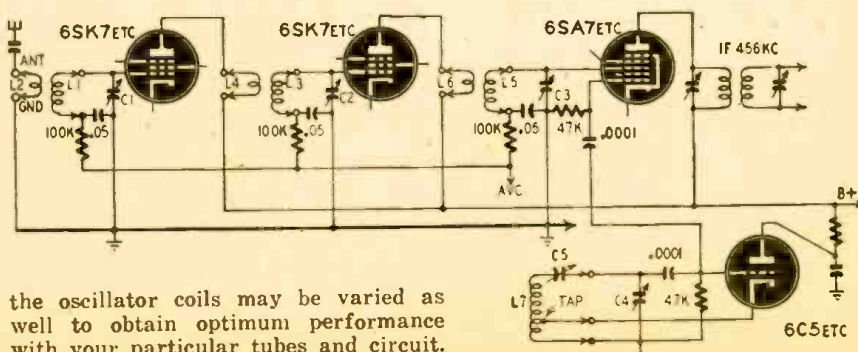 E
6SK7ETC
6SK7ETC
6SA7ETC
IF 456KC
ANT
L2
L1
GND
C1
100K
.05
L4
L3
C2
100K
.05
L6
L5
C3
47K
.0001
100K
.05
AVC
B+
C5
.0001
L7
TAP
C4
47K
6C5ETC
the oscillator coils may be varied as
well to obtain optimum performance
with your particular tubes and circuit.